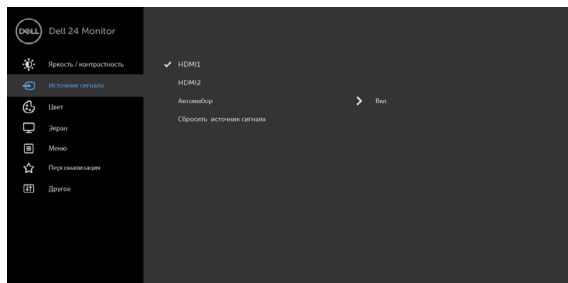 DELL Dell 24 Monitor
Яркость / контрастность
HDMI1
Источник сигнала
HDMI2
Цвет
Автовыбор Вкл.
Сбросить источник сигнала
Экран
Меню
Персонализация
Другое